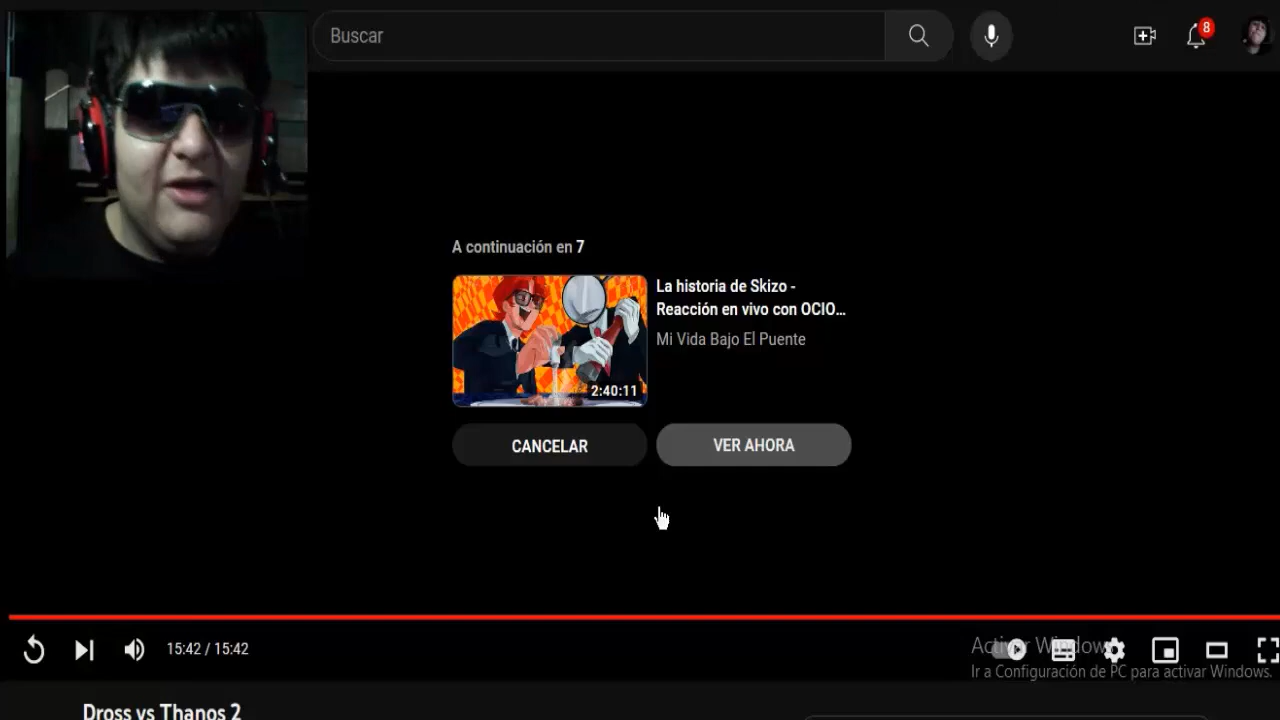 Buscar
8
A continuación en 7
La historia de Skizo -
Reacción en vivo con OCIO...
Mi Vida Bajo El Puente
2:40:11
CANCELAR
VER AHORA
15:42 / 15:42
Activar Windows
Ir a Configuración de PC para activar Windows.
Dross vs Thanos 2